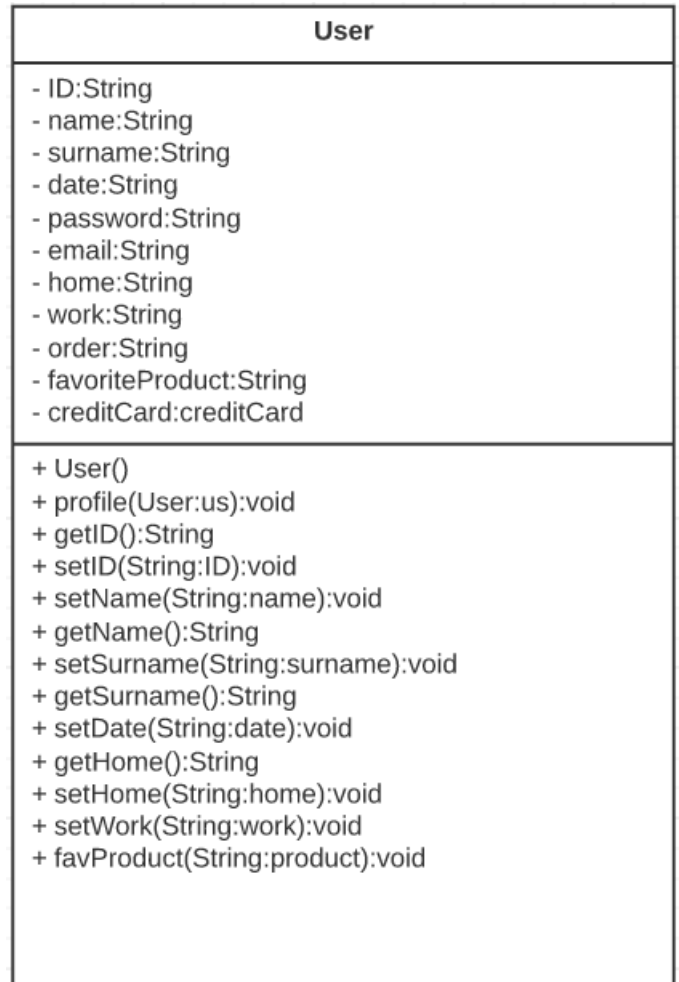 User
- ID:String
- name:String
- surname:String
- date:String
- password:String
- email:String
- home:String
- work:String
- order:String
- favoriteProduct:String
- creditCard:creditCard
+ User()
+ profile(User:us):void
+ getID():String
+ setID(String:ID):void
+ setName(String:name):void
+ getName():String
+ setSurname(String:surname):void
+ getSurname():String
+ setDate(String:date):void
+ getHome():String
+ setHome(String:home):void
+ setWork(String:work):void
+ favProduct(String:product):void